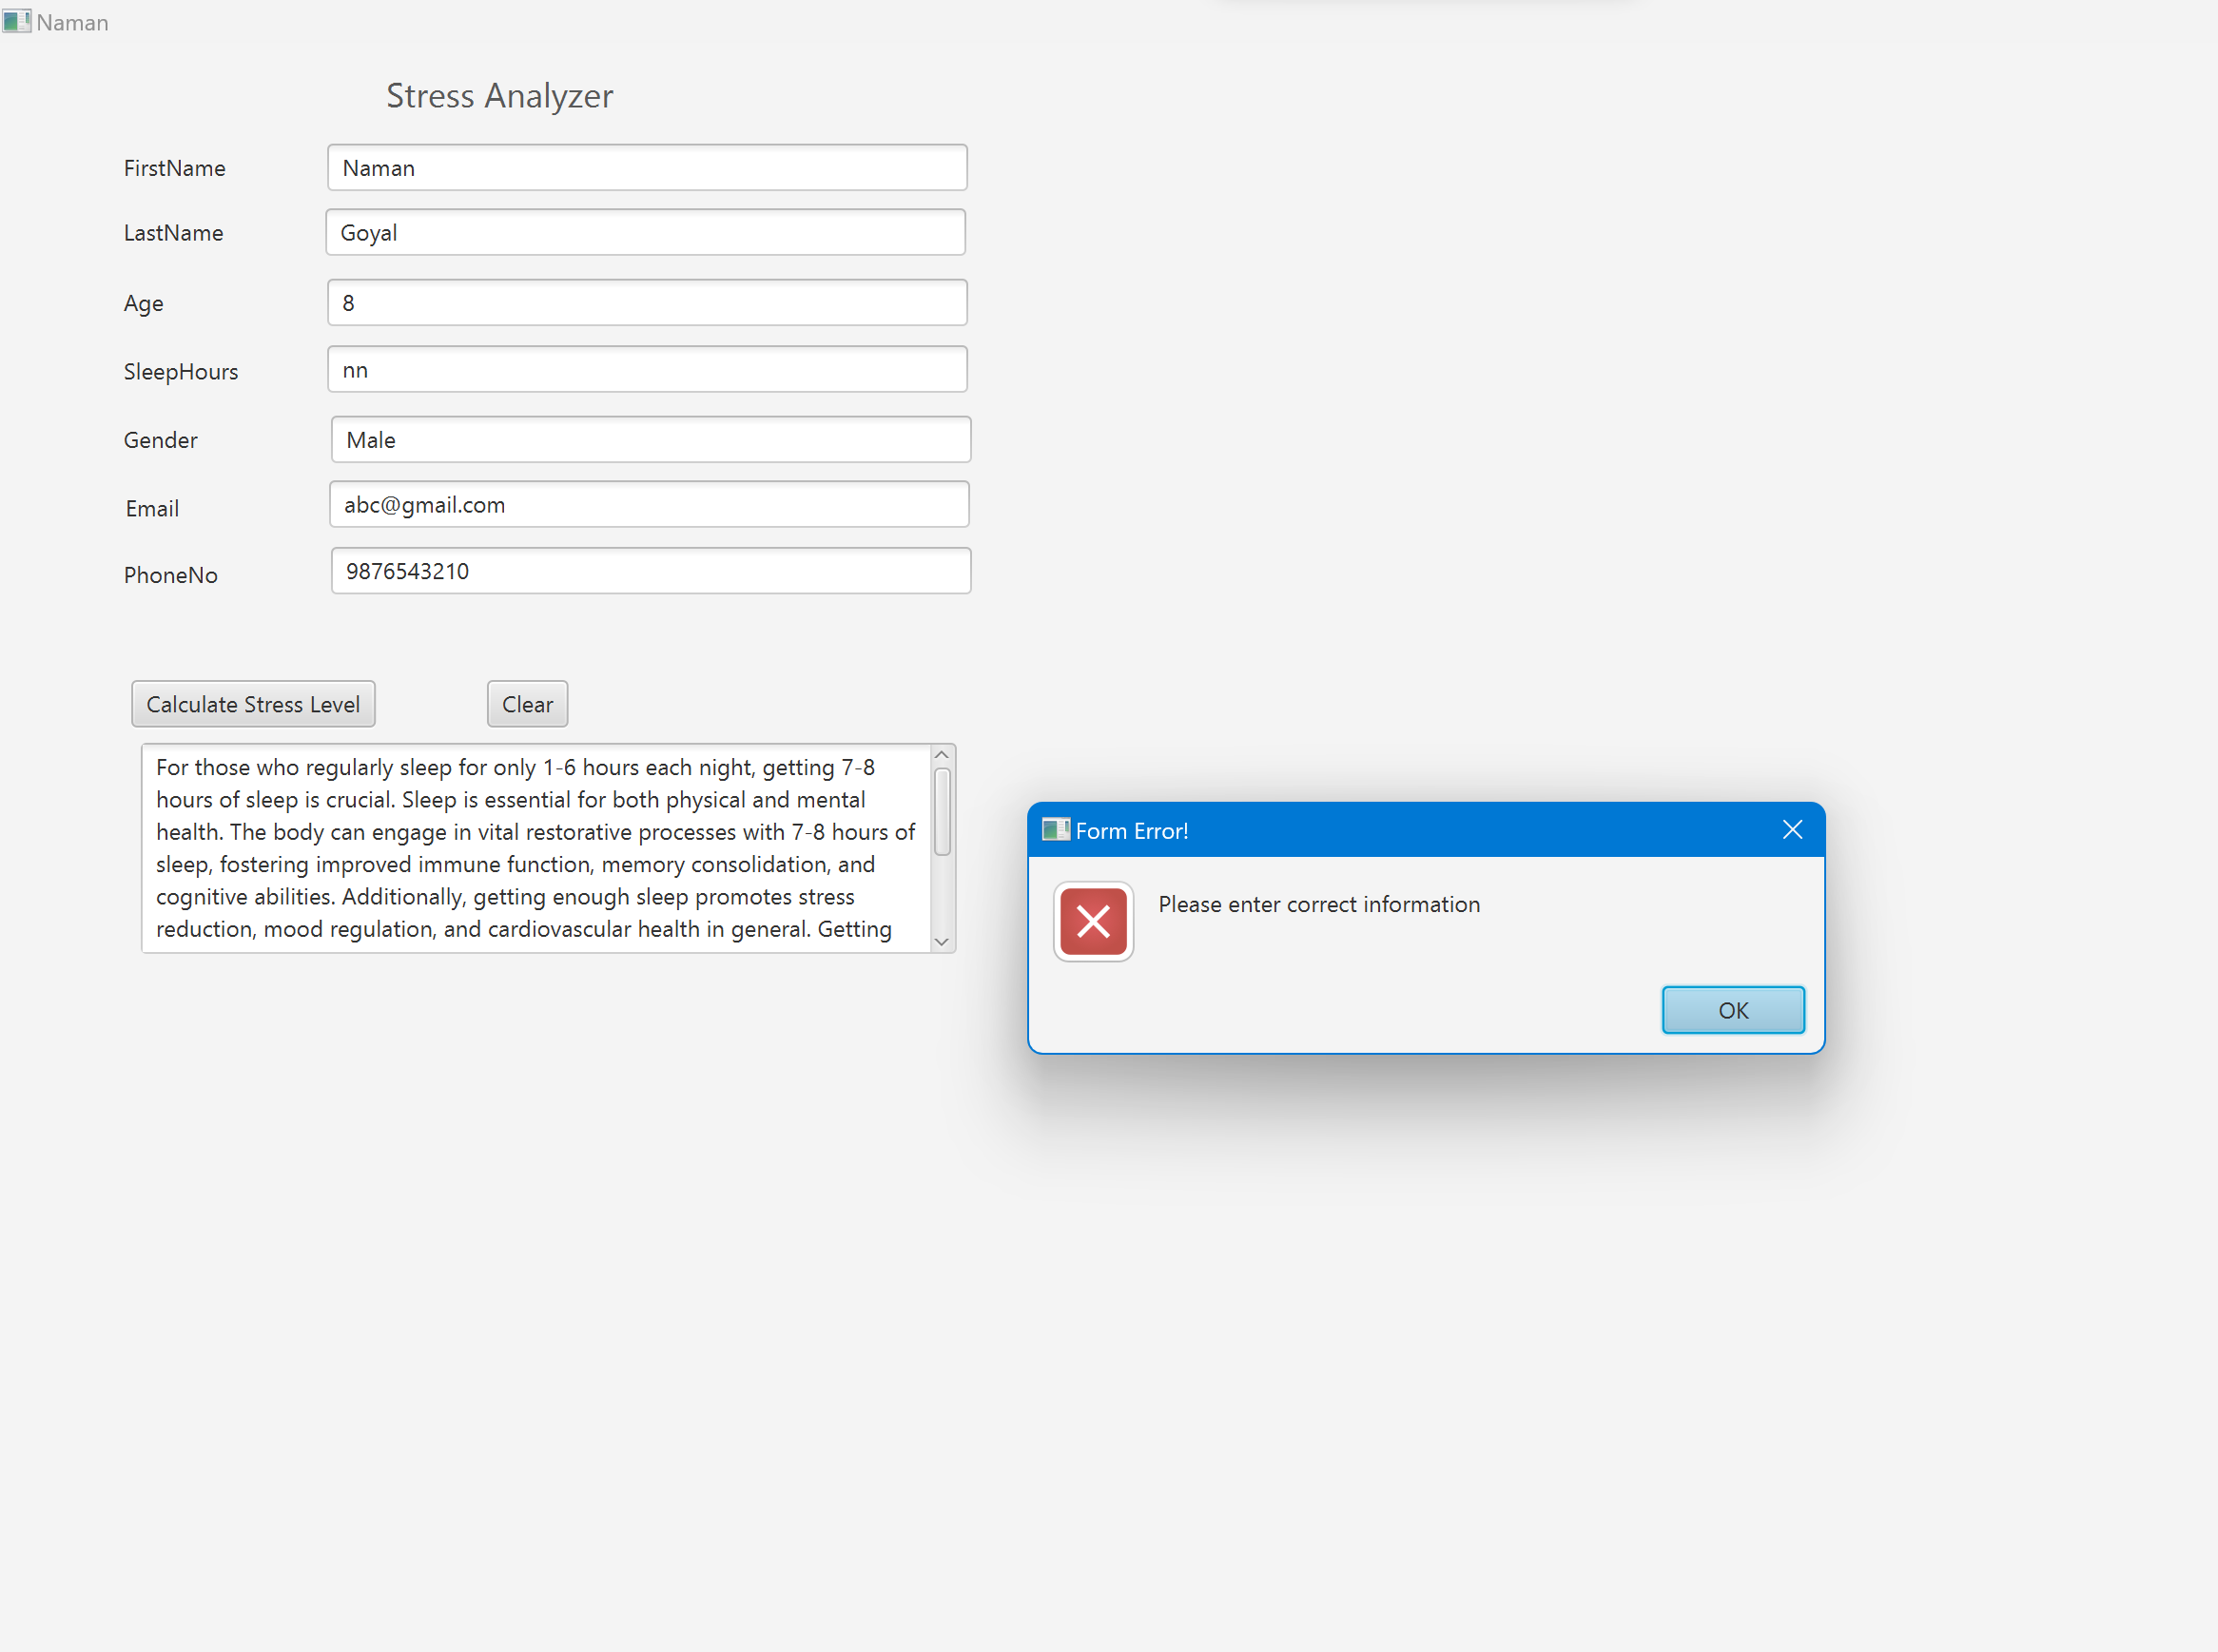 Naman
Stress Analyzer
FirstName Naman
LastName Goyal
Age 8
SleepHours nn
Gender Male
Email abc@gmail.com
PhoneNo 9876543210
Calculate Stress Level Clear
For those who regularly sleep for only 1-6 hours each night, getting 7-8
hours of sleep is crucial. Sleep is essential for both physical and mental
health. The body can engage in vital restorative processes with 7-8 hours of
sleep, fostering improved immune function, memory consolidation, and
cognitive abilities. Additionally, getting enough sleep promotes stress
reduction, mood regulation, and cardiovascular health in general. Getting
Form Error!
Please enter correct information
OK